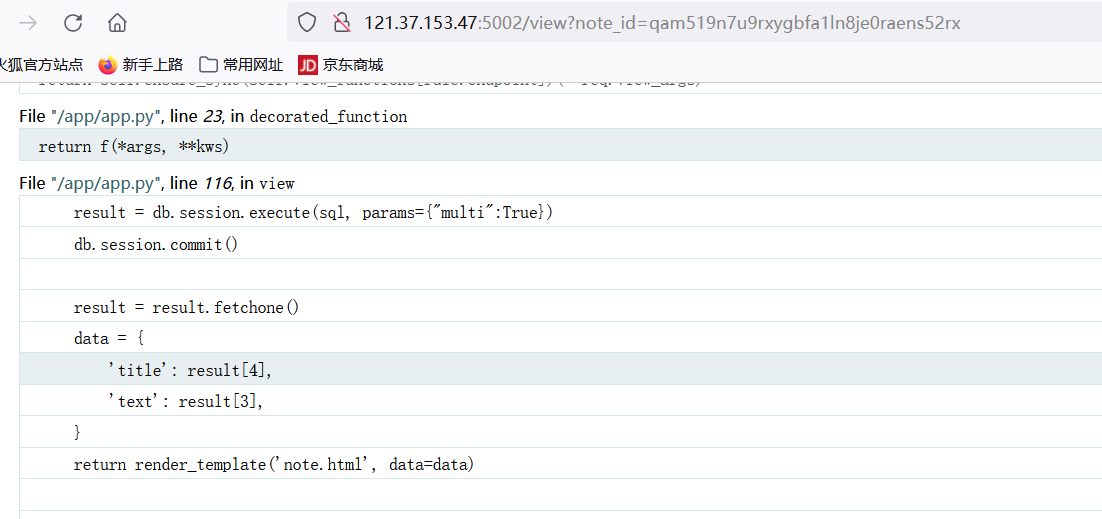 121.37.153.47:5002/view?note_id=qam519n7u9rxygbfa1ln8je0raens52rx
火狐官方站点 新手上路 常用网址 JD 京东商城
File "/app/app.py", line 23, in decorated_function
return f(*args, **kws)
File "/app/app.py", line 116, in view
result = db.session.execute(sql, params={"multi":True})
db.session.commit()
result = result.fetchone()
data = {
'title': result[4],
'text': result[3],
}
return render_template('note.html', data=data)